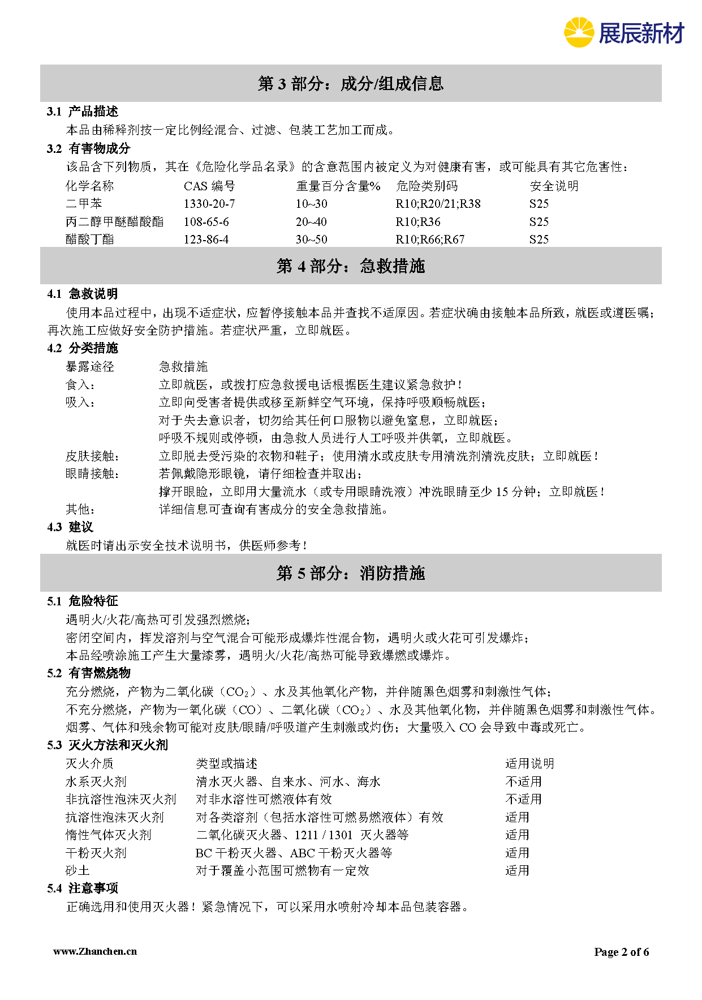 展辰新材
第 3 部分：成分/组成信息
3.1 产品描述
本品由稀释剂按一定比例经混合、过滤、包装工艺加工而成。
3.2 有害物成分
该品含下列物质，其在《危险化学品名录》的含意范围内被定义为对健康有害，或可能具有其它危害性：
化学名称 CAS 编号 重量百分含量% 危险类别码 安全说明
二甲苯 1330-20-7 10~30 R10;R20/21;R38 S25
丙二醇甲醚醋酸酯 108-65-6 20~40 R10;R36 S25
醋酸丁酯 123-86-4 30~50 R10;R66;R67 S25
第 4 部分：急救措施
4.1 急救说明
使用本品过程中，出现不适症状，应暂停接触本品并查找不适原因。若症状确由接触本品所致，就医或遵医嘱；
再次施工应做好安全防护措施。若症状严重，立即就医。
4.2 分类措施
暴露途径 急救措施
食入： 立即就医，或拨打应急救援电话根据医生建议紧急救护！
吸入： 立即向受害者提供或移至新鲜空气环境，保持呼吸顺畅就医；
对于失去意识者，切勿给其任何口服物以避免窒息，立即就医；
呼吸不规则或停顿，由急救人员进行人工呼吸并供氧，立即就医。
皮肤接触： 立即脱去受污染的衣物和鞋子；使用清水或皮肤专用清洗剂清洗皮肤；立即就医！
眼睛接触： 若佩戴隐形眼镜，请仔细检查并取出；
撑开眼睑，立即用大量流水（或专用眼睛洗液）冲洗眼睛至少 15 分钟；立即就医！
其他： 详细信息可查询有害成分的安全急救措施。
4.3 建议
就医时请出示安全技术说明书，供医师参考！
第 5 部分：消防措施
5.1 危险特征
遇明火/火花/高热可引发强烈燃烧；
密闭空间内，挥发溶剂与空气混合可能形成爆炸性混合物，遇明火或火花可引发爆炸；
本品经喷涂施工产生大量漆雾，遇明火/火花/高热可能导致爆燃或爆炸。
5.2 有害燃烧物
充分燃烧，产物为二氧化碳（CO₂）、水及其他氧化产物，并伴随黑色烟雾和刺激性气体；
不充分燃烧，产物为一氧化碳（CO）、二氧化碳（CO₂）、水及其他氧化物，并伴随黑色烟雾和刺激性气体。
烟雾、气体和残余物可能对皮肤/眼睛/呼吸道产生刺激或灼伤；大量吸入 CO 会导致中毒或死亡。
5.3 灭火方法和灭火剂
灭火介质 类型或描述 适用说明
水系灭火剂 清水灭火器、自来水、河水、海水 不适用
非抗溶性泡沫灭火剂 对非水溶性可燃液体有效 不适用
抗溶性泡沫灭火剂 对各类溶剂（包括水溶性可燃易燃液体）有效 适用
惰性气体灭火剂 二氧化碳灭火器、1211 / 1301 灭火器等 适用
干粉灭火剂 BC 干粉灭火器、ABC 干粉灭火器等 适用
砂土 对于覆盖小范围可燃物有一定效 适用
5.4 注意事项
正确选用和使用灭火器！紧急情况下，可以采用水喷射冷却本品包装容器。
www.Zhanchen.cn Page 2 of 6